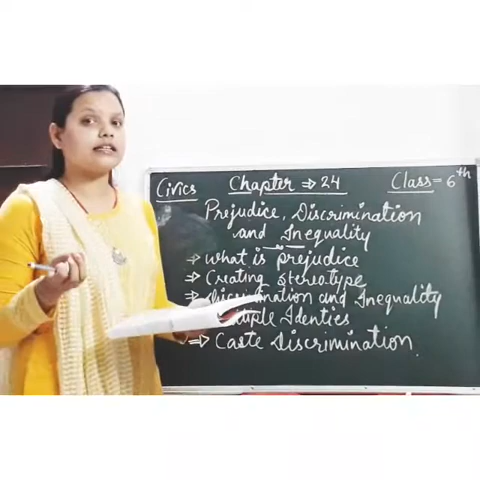 Civics Chapter ⇒ 24 Class = 6th
Prejudice, Discrimination
and Inequality
→ what is prejudice
⇒ Creating stereotype
⇒ Discrimination and Inequality
Identies
⇒ Caste Discrimination.